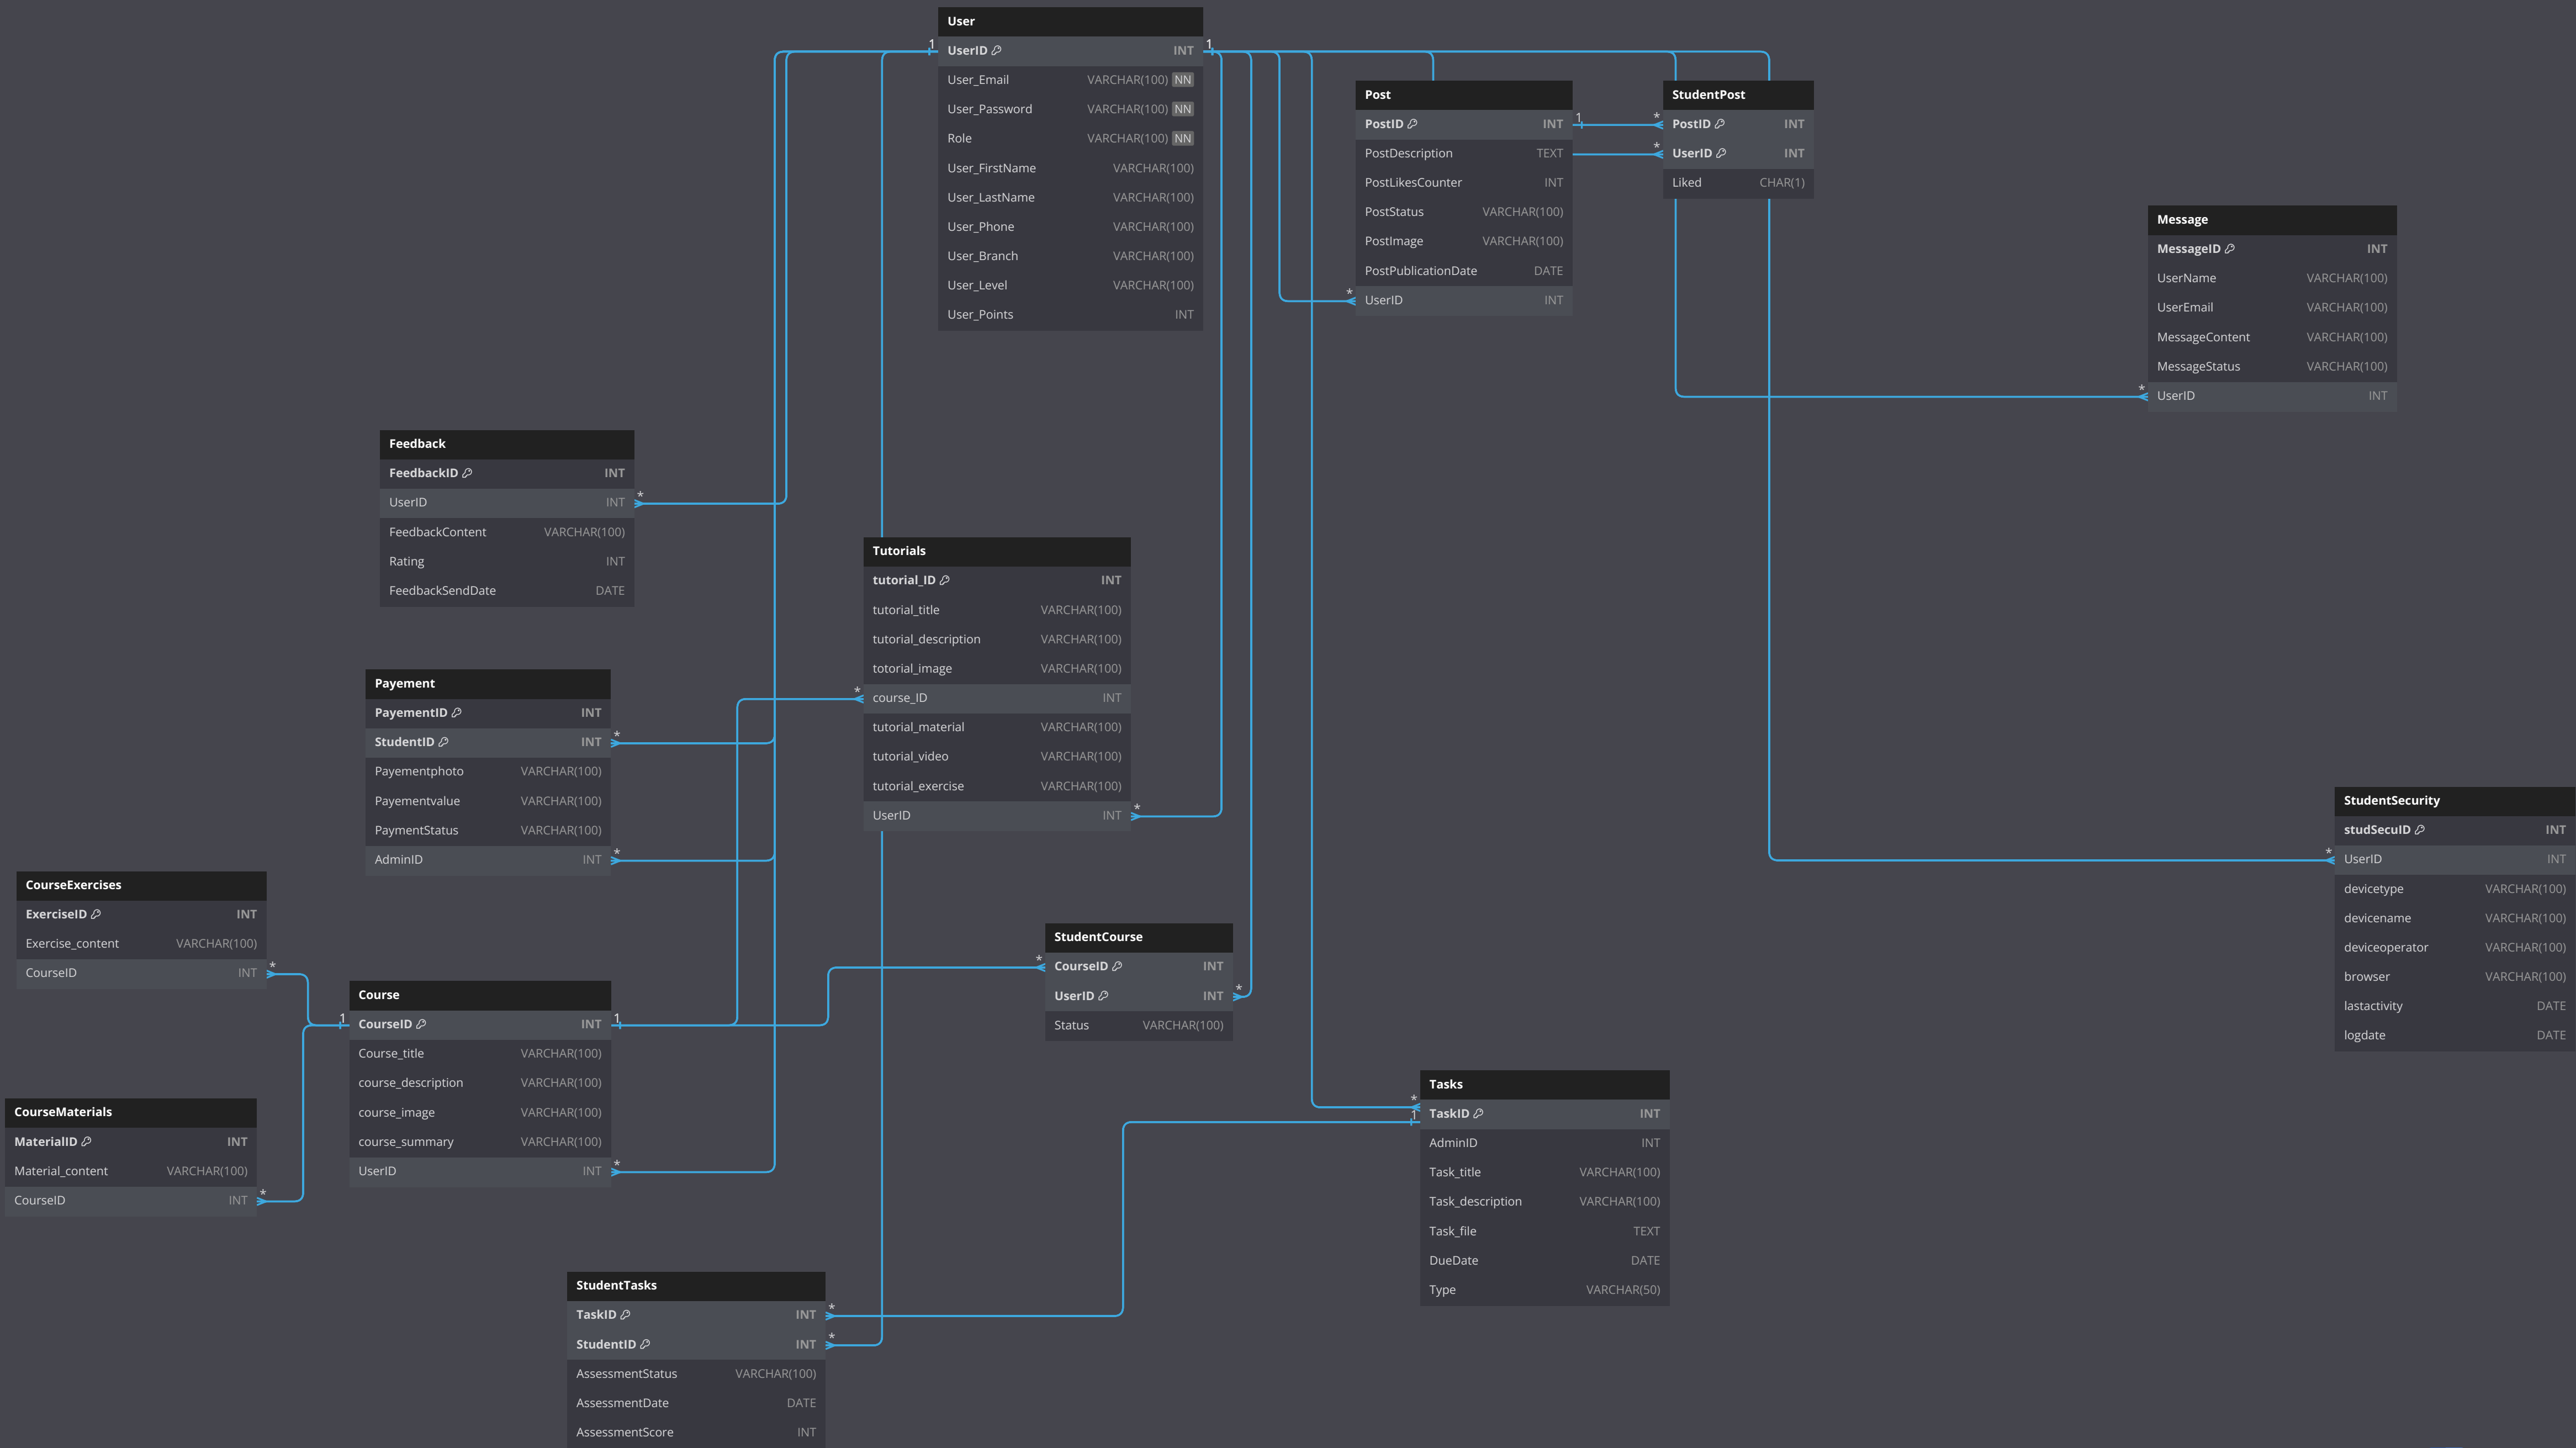 User
UserID INT
User_Email VARCHAR(100) NN
User_Password VARCHAR(100) NN
Role VARCHAR(100) NN
User_FirstName VARCHAR(100)
User_LastName VARCHAR(100)
User_Phone VARCHAR(100)
User_Branch VARCHAR(100)
User_Level VARCHAR(100)
User_Points INT
1
1
Post
PostID INT
PostDescription TEXT
PostLikesCounter INT
PostStatus VARCHAR(100)
PostImage VARCHAR(100)
PostPublicationDate DATE
UserID INT
1
*
StudentPost
PostID INT
UserID INT
Liked CHAR(1)
*
*
Message
MessageID INT
UserName VARCHAR(100)
UserEmail VARCHAR(100)
MessageContent VARCHAR(100)
MessageStatus VARCHAR(100)
UserID INT
*
Feedback
FeedbackID INT
UserID INT
FeedbackContent VARCHAR(100)
Rating INT
FeedbackSendDate DATE
*
Tutorials
tutorial_ID INT
tutorial_title VARCHAR(100)
tutorial_description VARCHAR(100)
totorial_image VARCHAR(100)
course_ID INT
tutorial_material VARCHAR(100)
tutorial_video VARCHAR(100)
tutorial_exercise VARCHAR(100)
UserID INT
*
*
Payement
PayementID INT
StudentID INT
Payementphoto VARCHAR(100)
Payementvalue VARCHAR(100)
PaymentStatus VARCHAR(100)
AdminID INT
*
*
StudentSecurity
studSecuID INT
UserID INT
devicetype VARCHAR(100)
devicename VARCHAR(100)
deviceoperator VARCHAR(100)
browser VARCHAR(100)
lastactivity DATE
logdate DATE
*
CourseExercises
ExerciseID INT
Exercise_content VARCHAR(100)
CourseID INT
*
StudentCourse
CourseID INT
UserID INT
Status VARCHAR(100)
*
*
Course
CourseID INT
Course_title VARCHAR(100)
course_description VARCHAR(100)
course_image VARCHAR(100)
course_summary VARCHAR(100)
UserID INT
1
1
*
CourseMaterials
MaterialID INT
Material_content VARCHAR(100)
CourseID INT
*
Tasks
TaskID INT
AdminID INT
Task_title VARCHAR(100)
Task_description VARCHAR(100)
Task_file TEXT
DueDate DATE
Type VARCHAR(50)
*
1
StudentTasks
TaskID INT
StudentID INT
AssessmentStatus VARCHAR(100)
AssessmentDate DATE
AssessmentScore INT
*
*